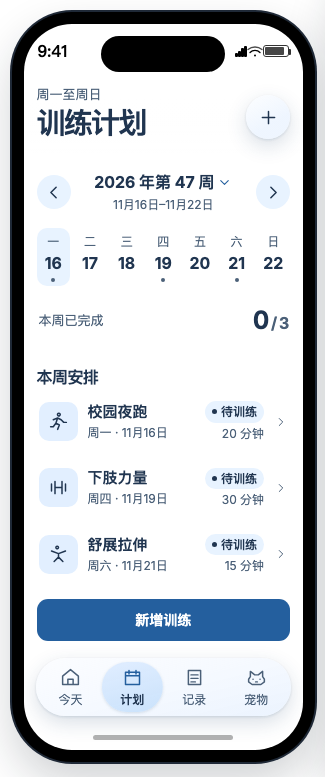 9:41
周一至周日
训练计划
2026 年第 47 周
11月16日–11月22日
一 二 三 四 五 六 日
16 17 18 19 20 21 22
本周已完成 0/3
本周安排
校园夜跑 待训练
周一 · 11月16日 20 分钟
下肢力量 待训练
周四 · 11月19日 30 分钟
舒展拉伸 待训练
周六 · 11月21日 15 分钟
新增训练
今天 计划 记录 宠物